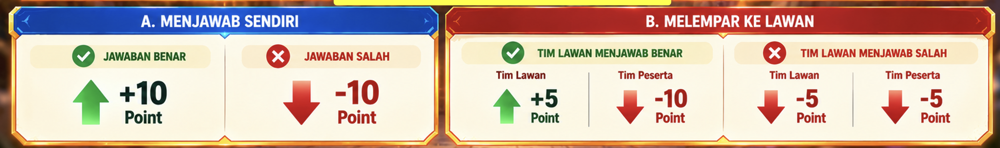 A. MENJAWAB SENDIRI
JAWABAN BENAR
+10
Point
JAWABAN SALAH
-10
Point
B. MELEMPAR KE LAWAN
TIM LAWAN MENJAWAB BENAR
Tim Lawan
+5
Point
Tim Peserta
-10
Point
TIM LAWAN MENJAWAB SALAH
Tim Lawan
-5
Point
Tim Peserta
-5
Point